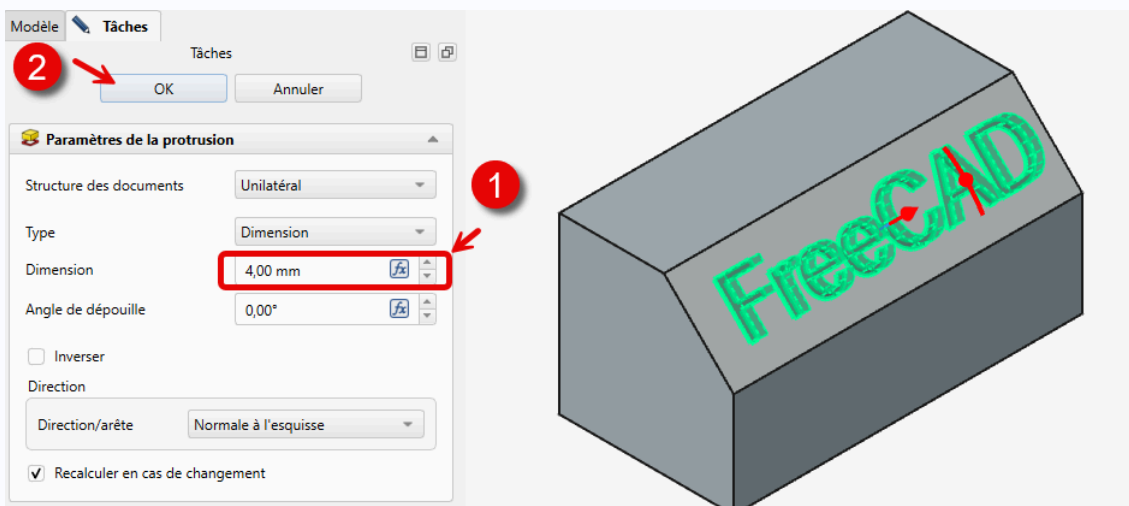 Modèle Tâches
Tâches
2
OK Annuler
Paramètres de la protrusion
Structure des documents Unilatéral
1
Type Dimension
Dimension 4,00 mm fx
Angle de dépouille 0,00° fx
Inverser
Direction
Direction/arête Normale à l'esquisse
Recalculer en cas de changement
FreeCAD